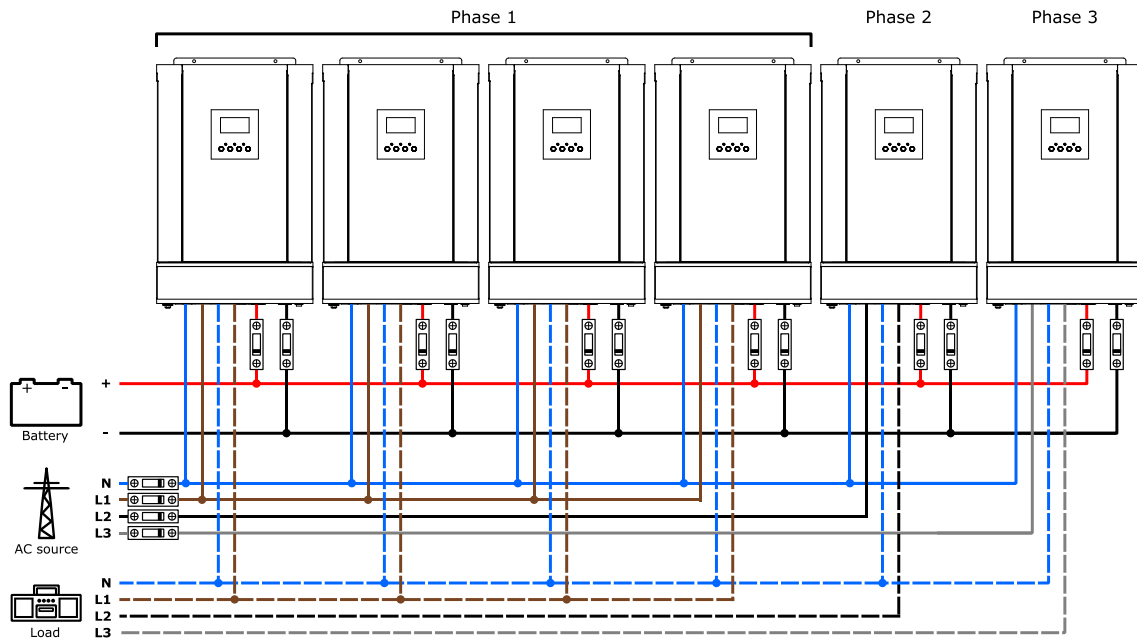 Phase 1
Phase 2
Phase 3
+ -
+
Battery
-
N
L1
L2
L3
AC source
N
L1
L2
L3
Load